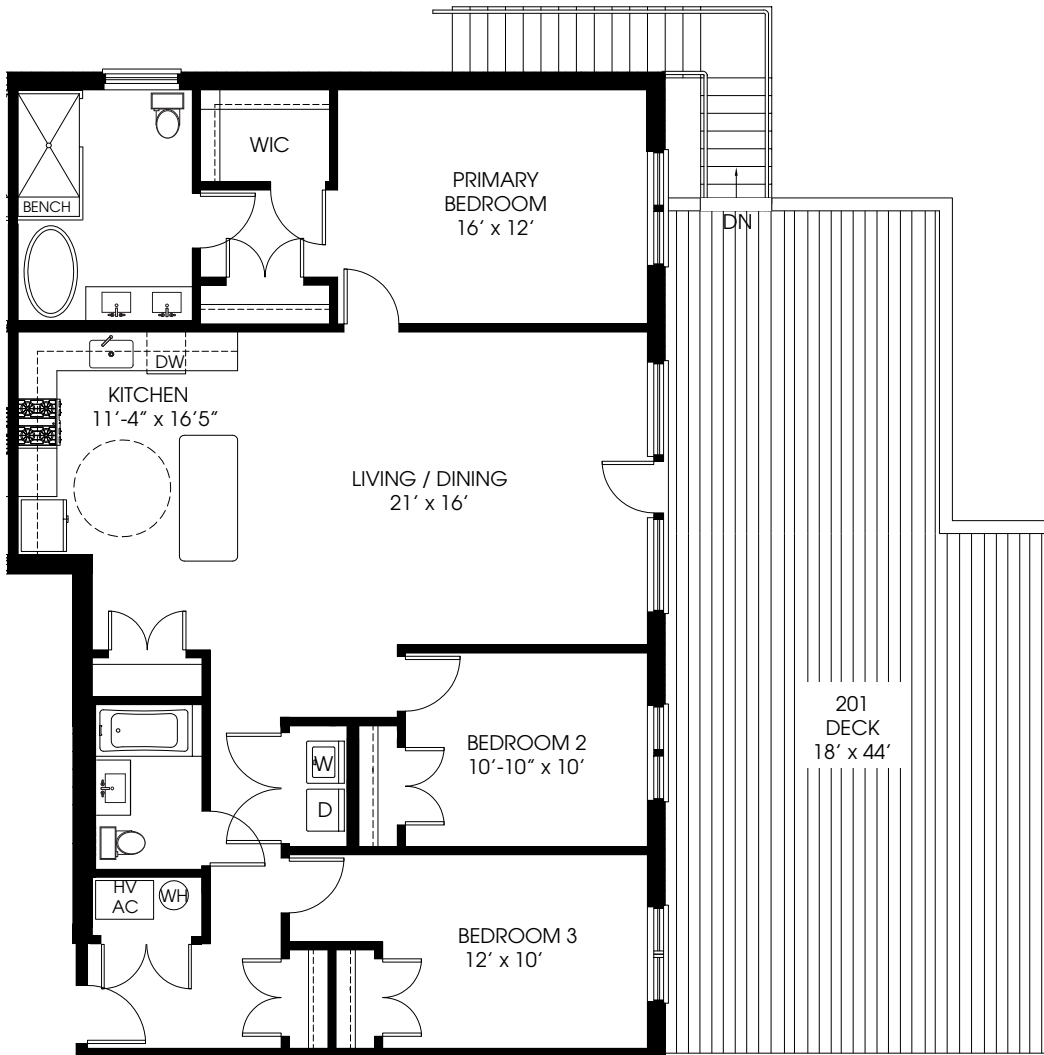 WIC
PRIMARY
BEDROOM
16’ x 12’
BENCH
DN
DW
KITCHEN
11’-4” x 16’5”
LIVING / DINING
21’ x 16’
201
DECK
18’ x 44’
BEDROOM 2
10’-10” x 10’
W
D
HV
AC
WH
BEDROOM 3
12’ x 10’